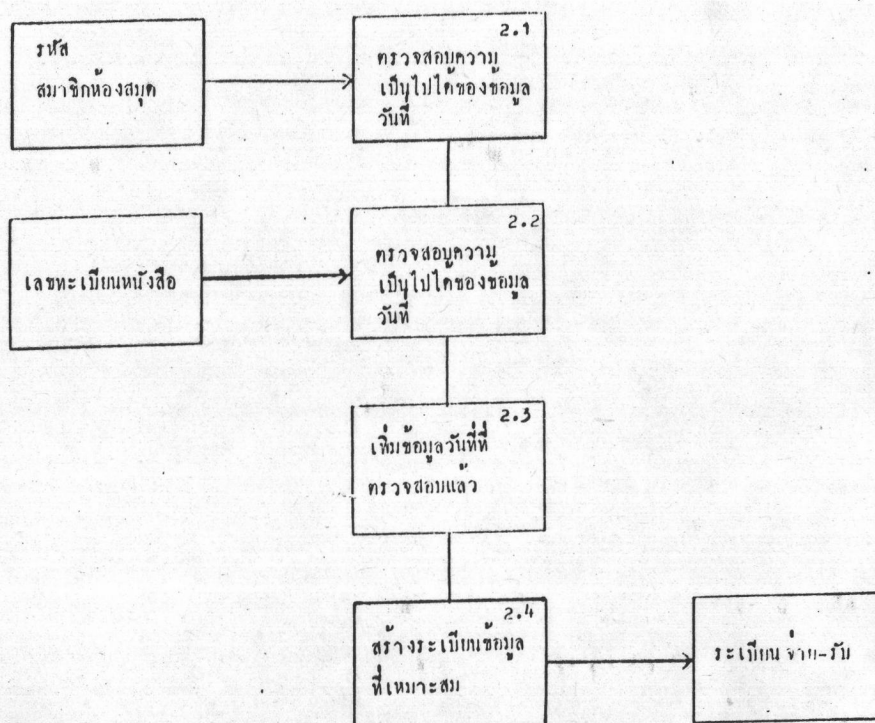 รหัส
สมาชิกห้องสมุด
2.1
ตรวจสอบความ
เป็นไปได้ของข้อมูล
วันที่
เลขทะเบียนหนังสือ
2.2
ตรวจสอบความ
เป็นไปได้ของข้อมูล
วันที่
2.3
เพิ่มข้อมูลวันที่ที่
ตรวจสอบแล้ว
2.4
สร้างระเบียนข้อมูล
ที่เหมาะสม
ระเบียน จ่าย-รับ